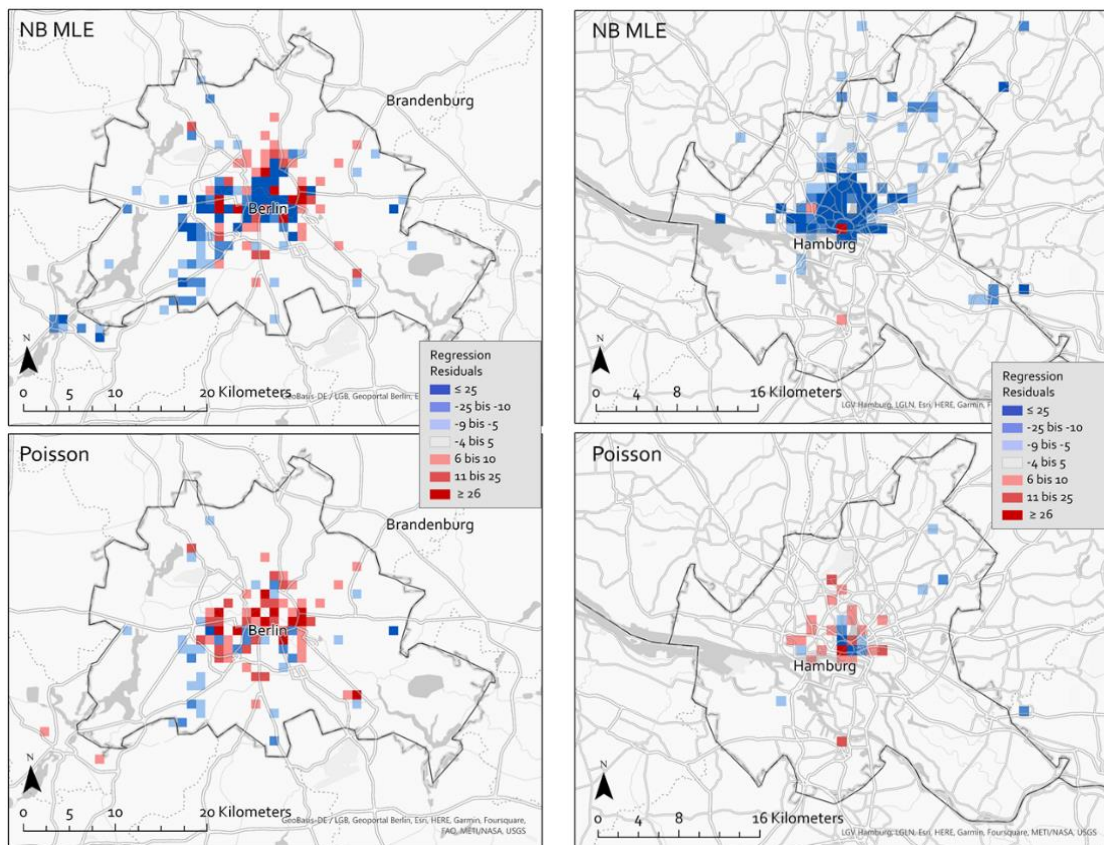 NB MLE
Brandenburg
Berlin
N
0 5 10 20 Kilometers
GeoBasis-DE / LGB, Geoportal Berlin, E
Regression
Residuals
≤ 25
-25 bis -10
-9 bis -5
-4 bis 5
6 bis 10
11 bis 25
≥ 26
NB MLE
Hamburg
N
0 4 8 16 Kilometers
LGV Hamburg, LGLN, Esri, HERE, Garmin, F
Regression
Residuals
≤ 25
-25 bis -10
-9 bis -5
-4 bis 5
6 bis 10
11 bis 25
≥ 26
Poisson
Brandenburg
Berlin
N
0 5 10 20 Kilometers
GeoBasis-DE / LGB, Geoportal Berlin, Esri, HERE, Garmin, Foursquare,
FAO, METI/NASA, USGS
Poisson
Hamburg
N
0 4 8 16 Kilometers
LGV Hamburg, LGLN, Esri, HERE, Garmin, Foursquare, METI/NASA, USGS